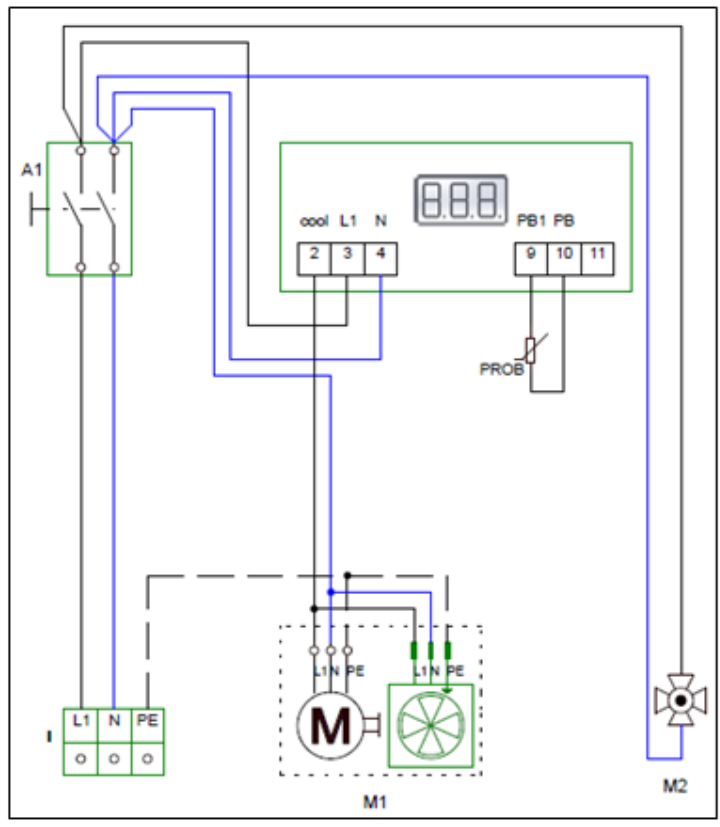 A1
8.8.8.
cool L1 N
PB1 PB
2 3 4
9 10 11
PROB
L1 N PE
L1 N PE
L1 N PE
I
M
M1
M2